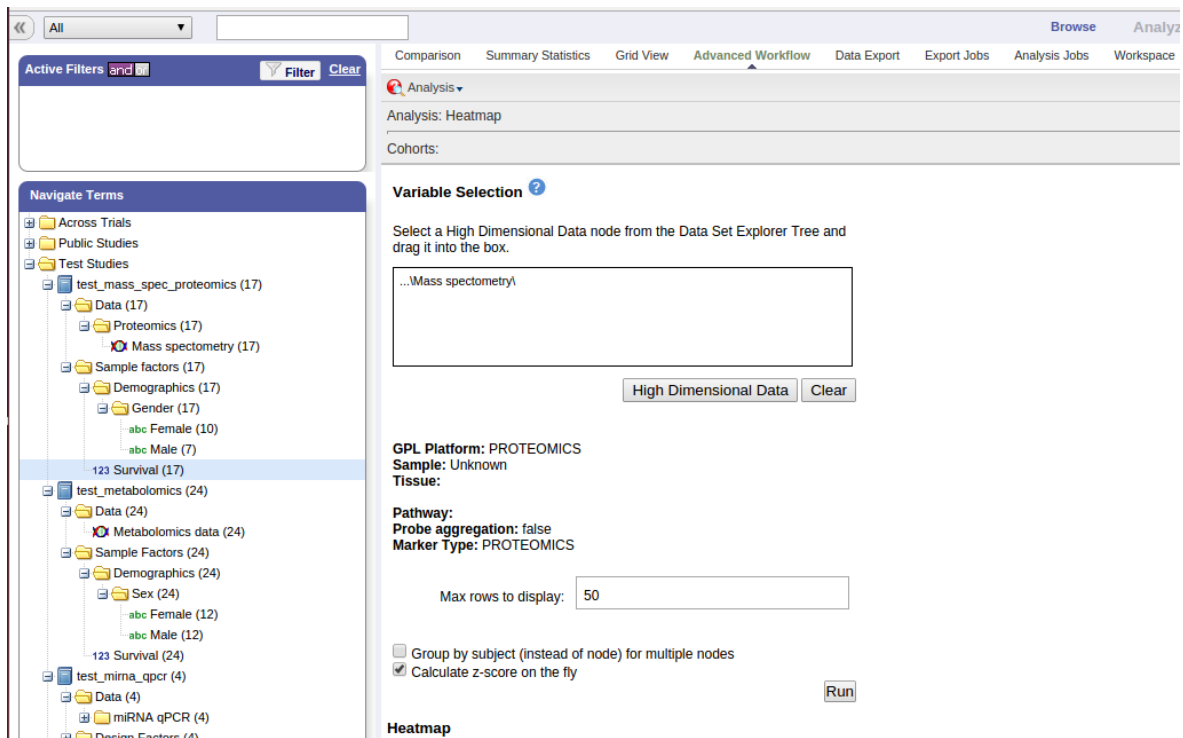 All
Browse
Analyz
Active Filters and or
Filter
Clear
Comparison Summary Statistics Grid View Advanced Workflow Data Export Export Jobs Analysis Jobs Workspace
Analysis
Analysis: Heatmap
Cohorts:
Navigate Terms
Across Trials
Public Studies
Test Studies
test_mass_spec_proteomics (17)
Data (17)
Proteomics (17)
Mass spectometry (17)
Sample factors (17)
Demographics (17)
Gender (17)
abc Female (10)
abc Male (7)
123 Survival (17)
test_metabolomics (24)
Data (24)
Metabolomics data (24)
Sample Factors (24)
Demographics (24)
Sex (24)
abc Female (12)
abc Male (12)
123 Survival (24)
test_mirna_qpcr (4)
Data (4)
miRNA qPCR (4)
Design Factors (4)
Variable Selection ?
Select a High Dimensional Data node from the Data Set Explorer Tree and
drag it into the box.
...\Mass spectometry\
High Dimensional Data
Clear
GPL Platform: PROTEOMICS
Sample: Unknown
Tissue:
Pathway:
Probe aggregation: false
Marker Type: PROTEOMICS
Max rows to display: 50
Group by subject (instead of node) for multiple nodes
Calculate z-score on the fly
Run
Heatmap